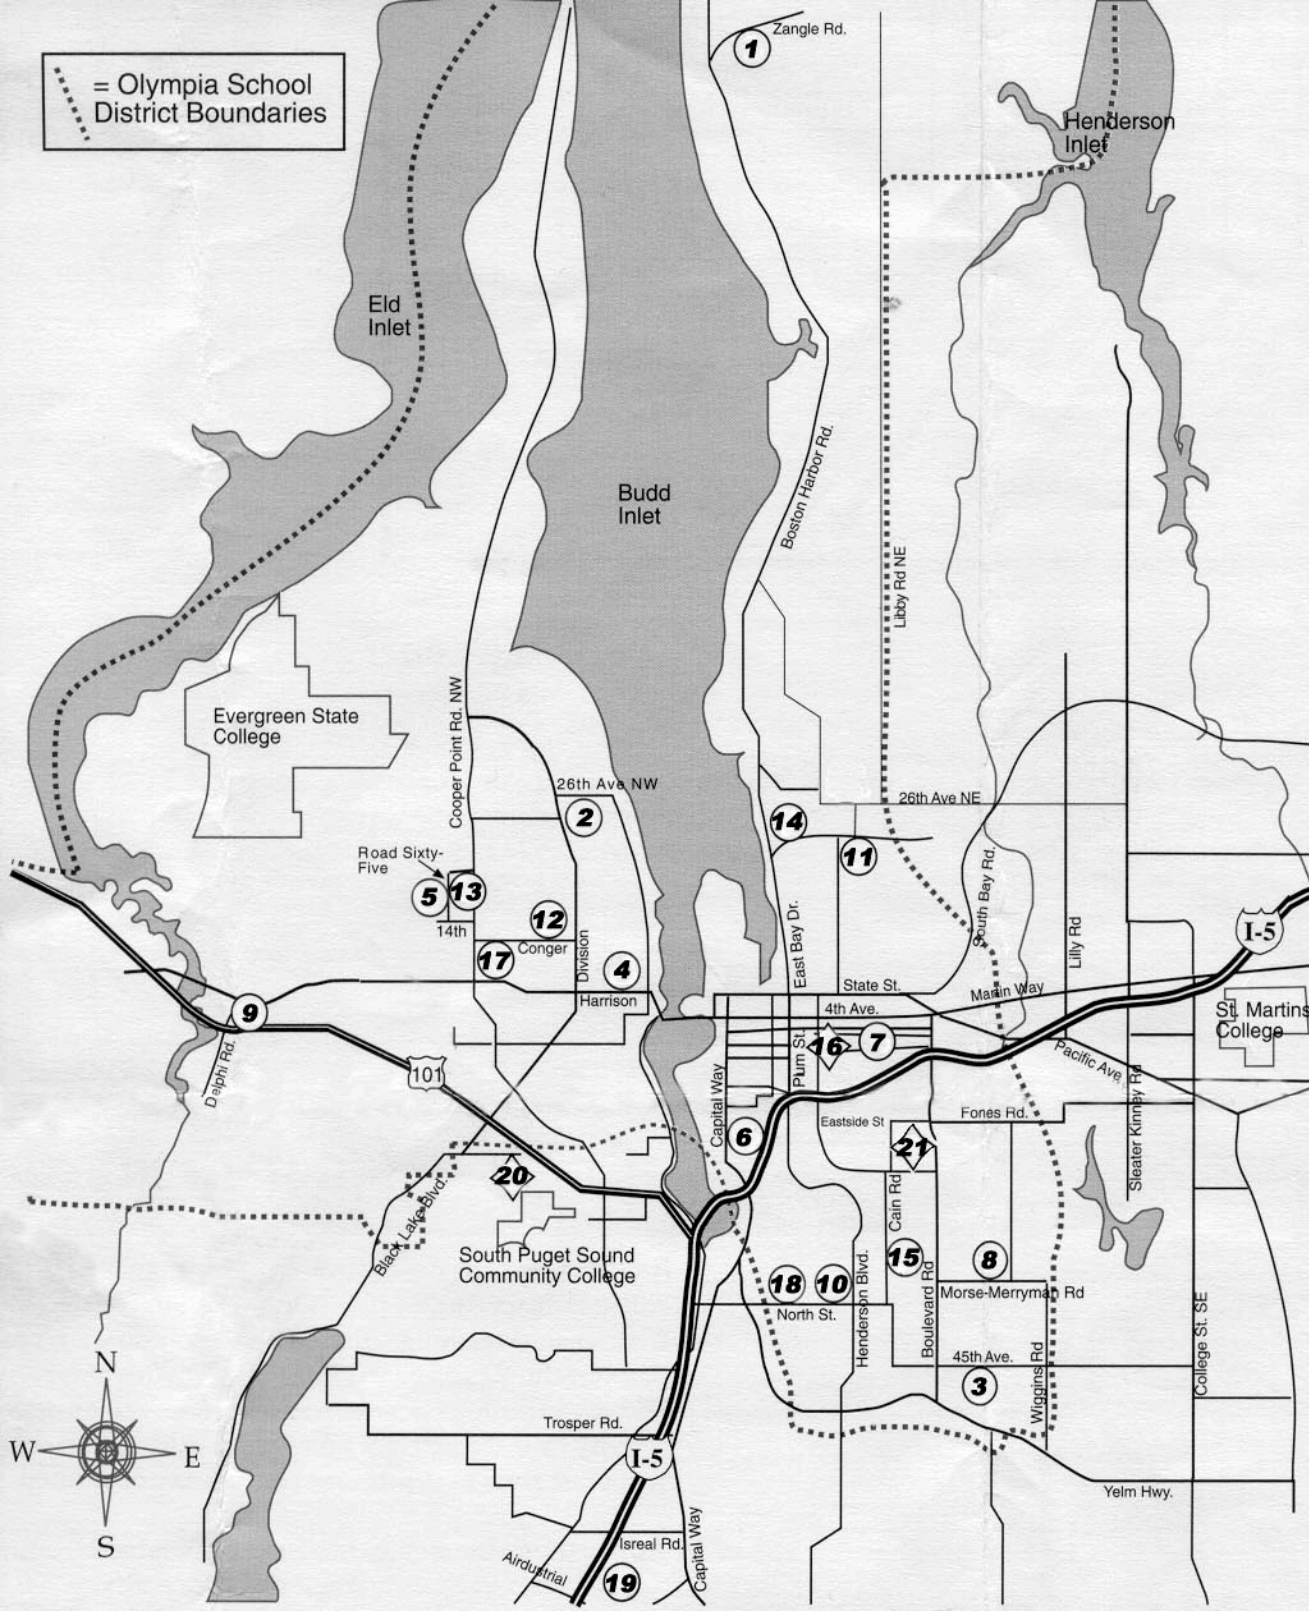 Zangle Rd.
1
= Olympia School
District Boundaries
Henderson
Inlet
Eld
Inlet
Budd
Inlet
Boston Harbor Rd.
Libby Rd NE
Evergreen State
College
Cooper Point Rd. NW
26th Ave NW
2
26th Ave NE
14
11
Road Sixty-
Five
5
13
14th
12
Conger
17
Division
4
Harrison
East Bay Dr.
South Bay Rd.
Lilly Rd
I-5
State St.
Martin Way
4th Ave.
St. Martins
College
9
Delphi Rd.
101
Plum St.
16
7
Pacific Ave
Capital Way
6
Eastside St
Fones Rd.
Sleater Kinney Rd
21
20
Black Lake Blvd.
Cain Rd
South Puget Sound
Community College
15
8
18
10
Henderson Blvd.
Boulevard Rd
Morse-Merryman Rd
North St.
45th Ave.
3
Wiggins Rd
College St. SE
N
W
E
S
Trosper Rd.
I-5
Yelm Hwy.
Isreal Rd.
Capital Way
Airdustrial
19